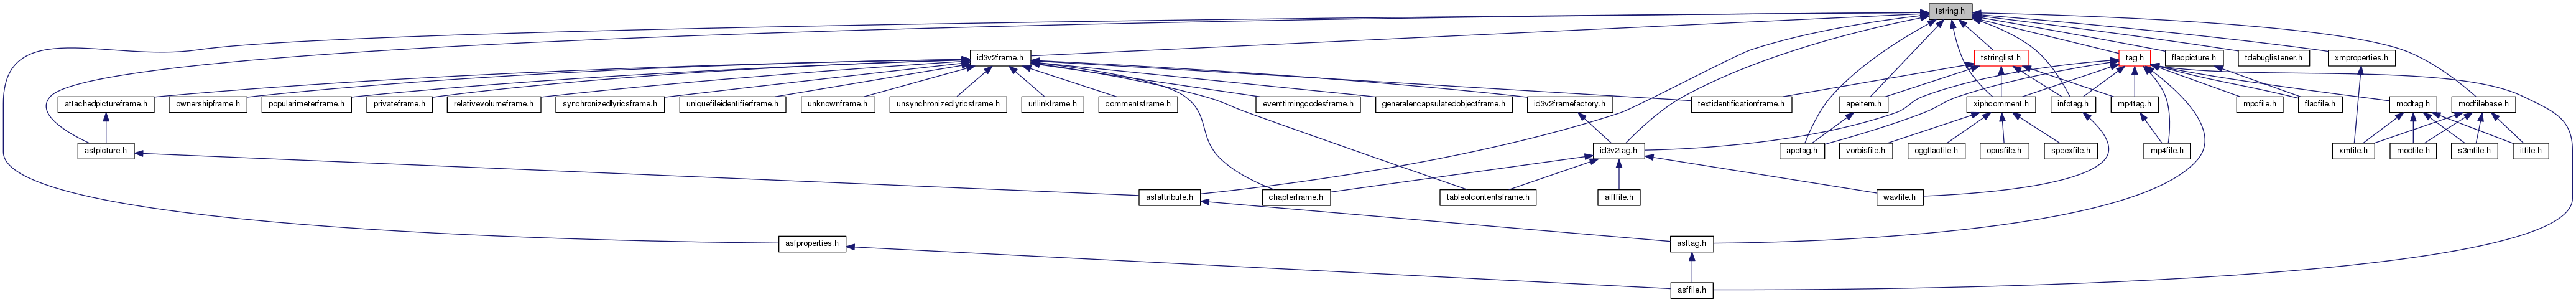 tstring.h
id3v2frame.h
tstringlist.h
tag.h
flacpicture.h
tdebuglistener.h
xmproperties.h
attachedpictureframe.h
ownershipframe.h
popularimeterframe.h
privateframe.h
relativevolumeframe.h
synchronizedlyricsframe.h
uniquefileidentifierframe.h
unknownframe.h
unsynchronizedlyricsframe.h
urllinkframe.h
commentsframe.h
eventtimingcodesframe.h
generalencapsulatedobjectframe.h
id3v2framefactory.h
textidentificationframe.h
apeitem.h
xiphcomment.h
infotag.h
mp4tag.h
mpcfile.h
flacfile.h
modtag.h
modfilebase.h
asfpicture.h
id3v2tag.h
apetag.h
vorbisfile.h
oggflacfile.h
opusfile.h
speexfile.h
mp4file.h
xmfile.h
modfile.h
s3mfile.h
itfile.h
asfattribute.h
chapterframe.h
tableofcontentsframe.h
aifffile.h
wavfile.h
asfproperties.h
asftag.h
asffile.h